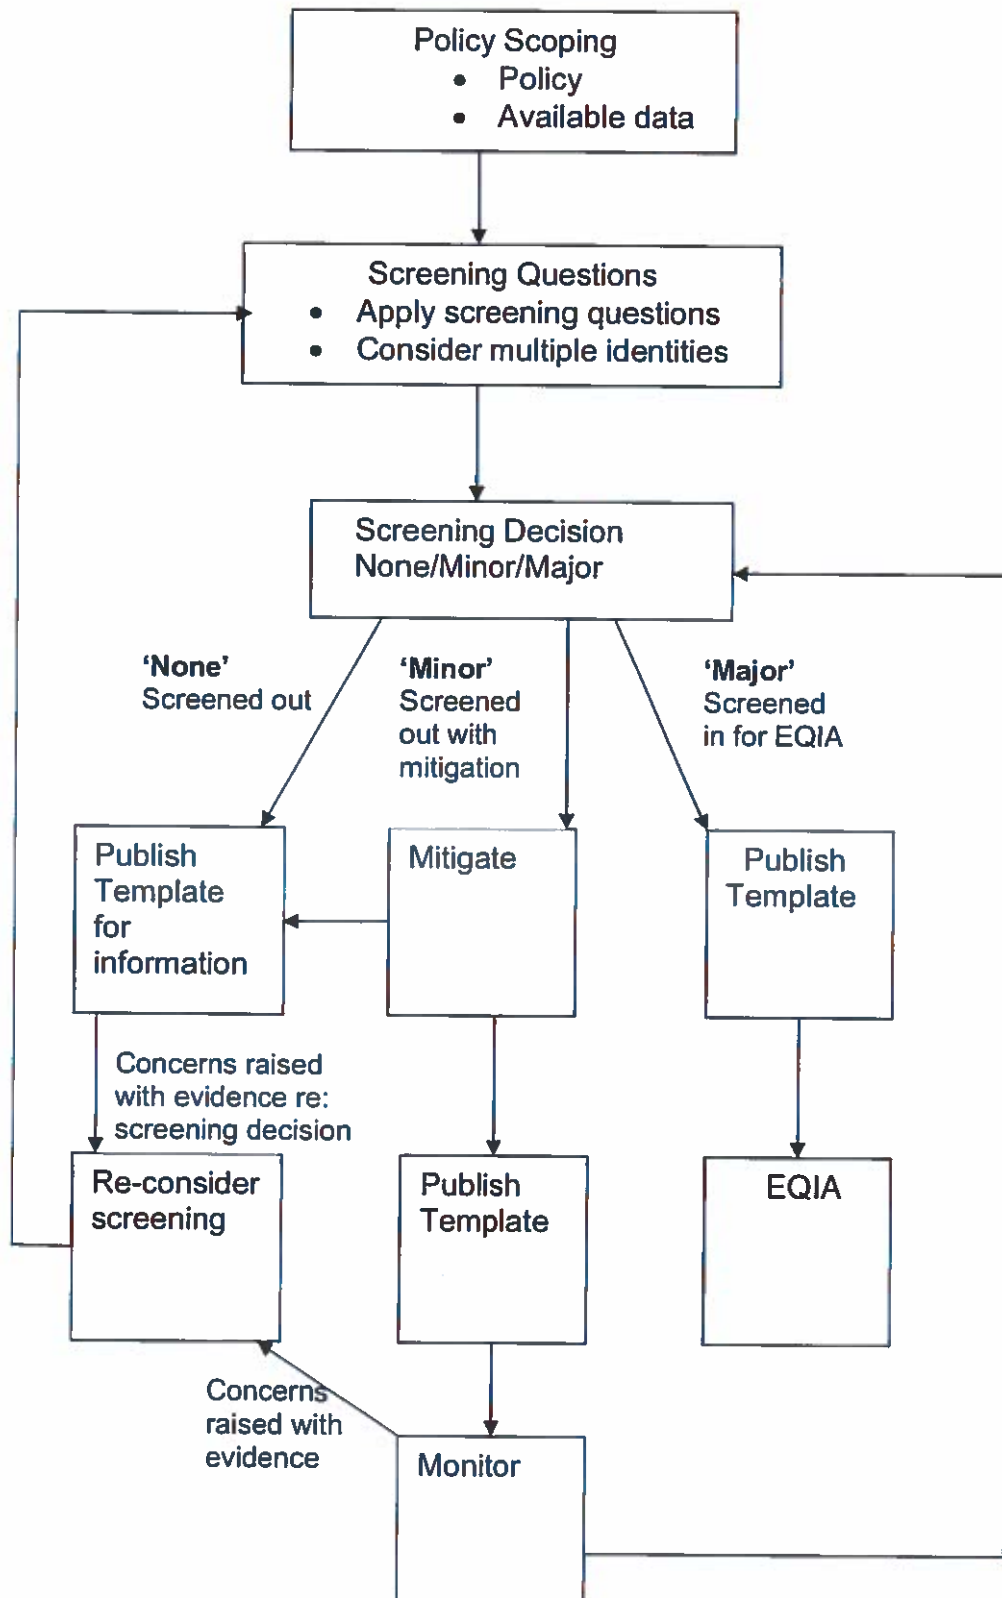 Policy Scoping
• Policy
• Available data
Screening Questions
• Apply screening questions
• Consider multiple identities
Screening Decision
None/Minor/Major
‘None’
Screened out
‘Minor’
Screened
out with
mitigation
‘Major’
Screened
in for EQIA
Publish
Template
for
information
Mitigate
Publish
Template
Concerns raised
with evidence re:
screening decision
Re-consider
screening
Publish
Template
EQIA
Concerns
raised with
evidence
Monitor